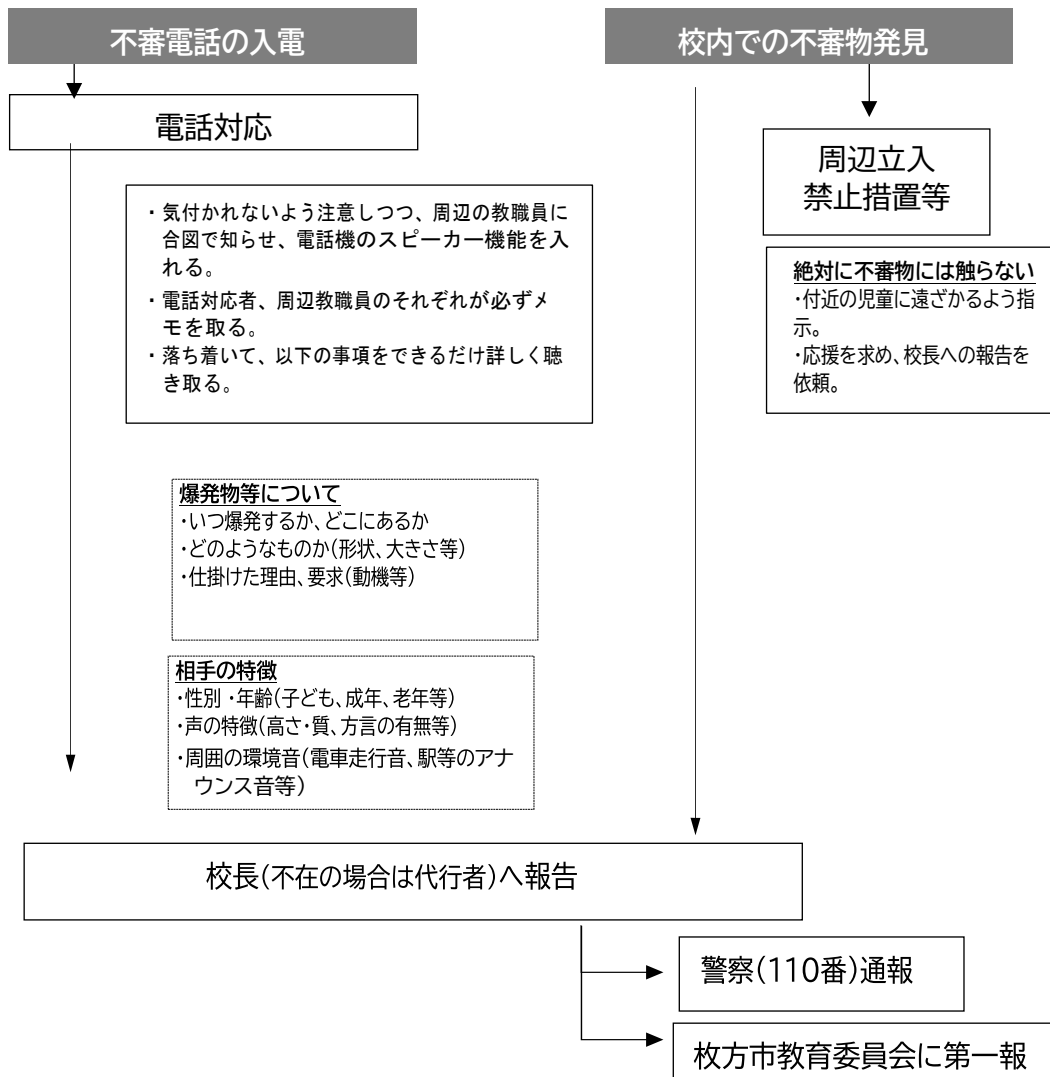 不審電話の入電
校内での不審物発見
電話対応
周辺立入
禁止措置等
・気付かれないよう注意しつつ、周辺の教職員に
合図で知らせ、電話機のスピーカー機能を入
れる。
・電話対応者、周辺教職員のそれぞれが必ずメ
モを取る。
・落ち着いて、以下の事項をできるだけ詳しく聴
き取る。
絶対に不審物には触らない
・付近の児童に遠ざかるよう指
示。
・応援を求め、校長への報告を
依頼。
爆発物等について
・いつ爆発するか、どこにあるか
・どのようなものか(形状、大きさ等)
・仕掛けた理由、要求(動機等)
相手の特徴
・性別・年齢(子ども、成年、老年等)
・声の特徴(高さ・質、方言の有無等)
・周囲の環境音(電車走行音、駅等のアナ
ウンス音等)
校長(不在の場合は代行者)へ報告
警察(110番)通報
枚方市教育委員会に第一報